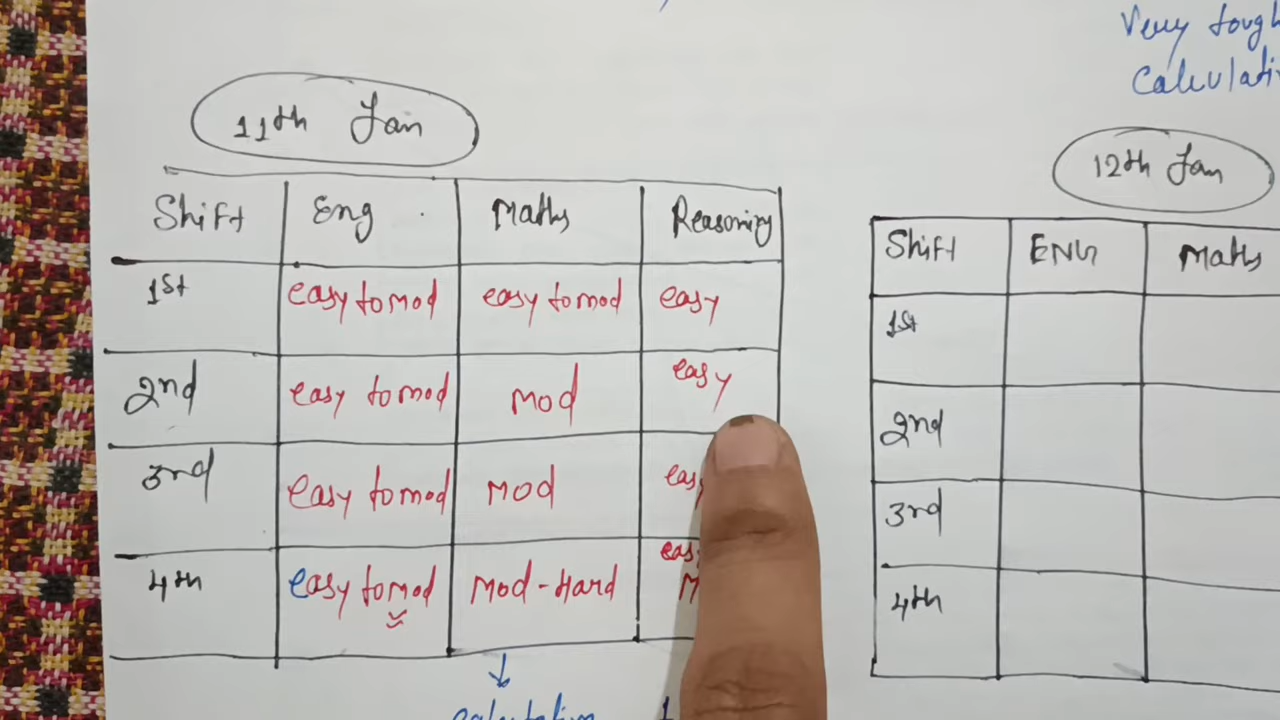 Very tough
11th Jan
12th Jan
Shift Eng Maths Reasoning
1st easy to mod easy to mod easy
2nd easy to mod mod easy
3rd easy to mod mod
4th easy to mod mod-Hard
calculation
Shift ENG Maths
1st
2nd
3rd
4th